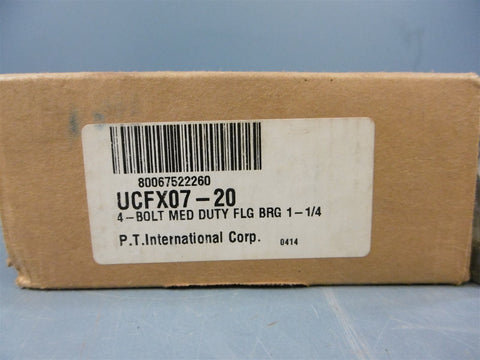 80067522260
UCFX07-20
4-BOLT MED DUTY FLG BRG 1-1/4
P.T.International Corp. 0414